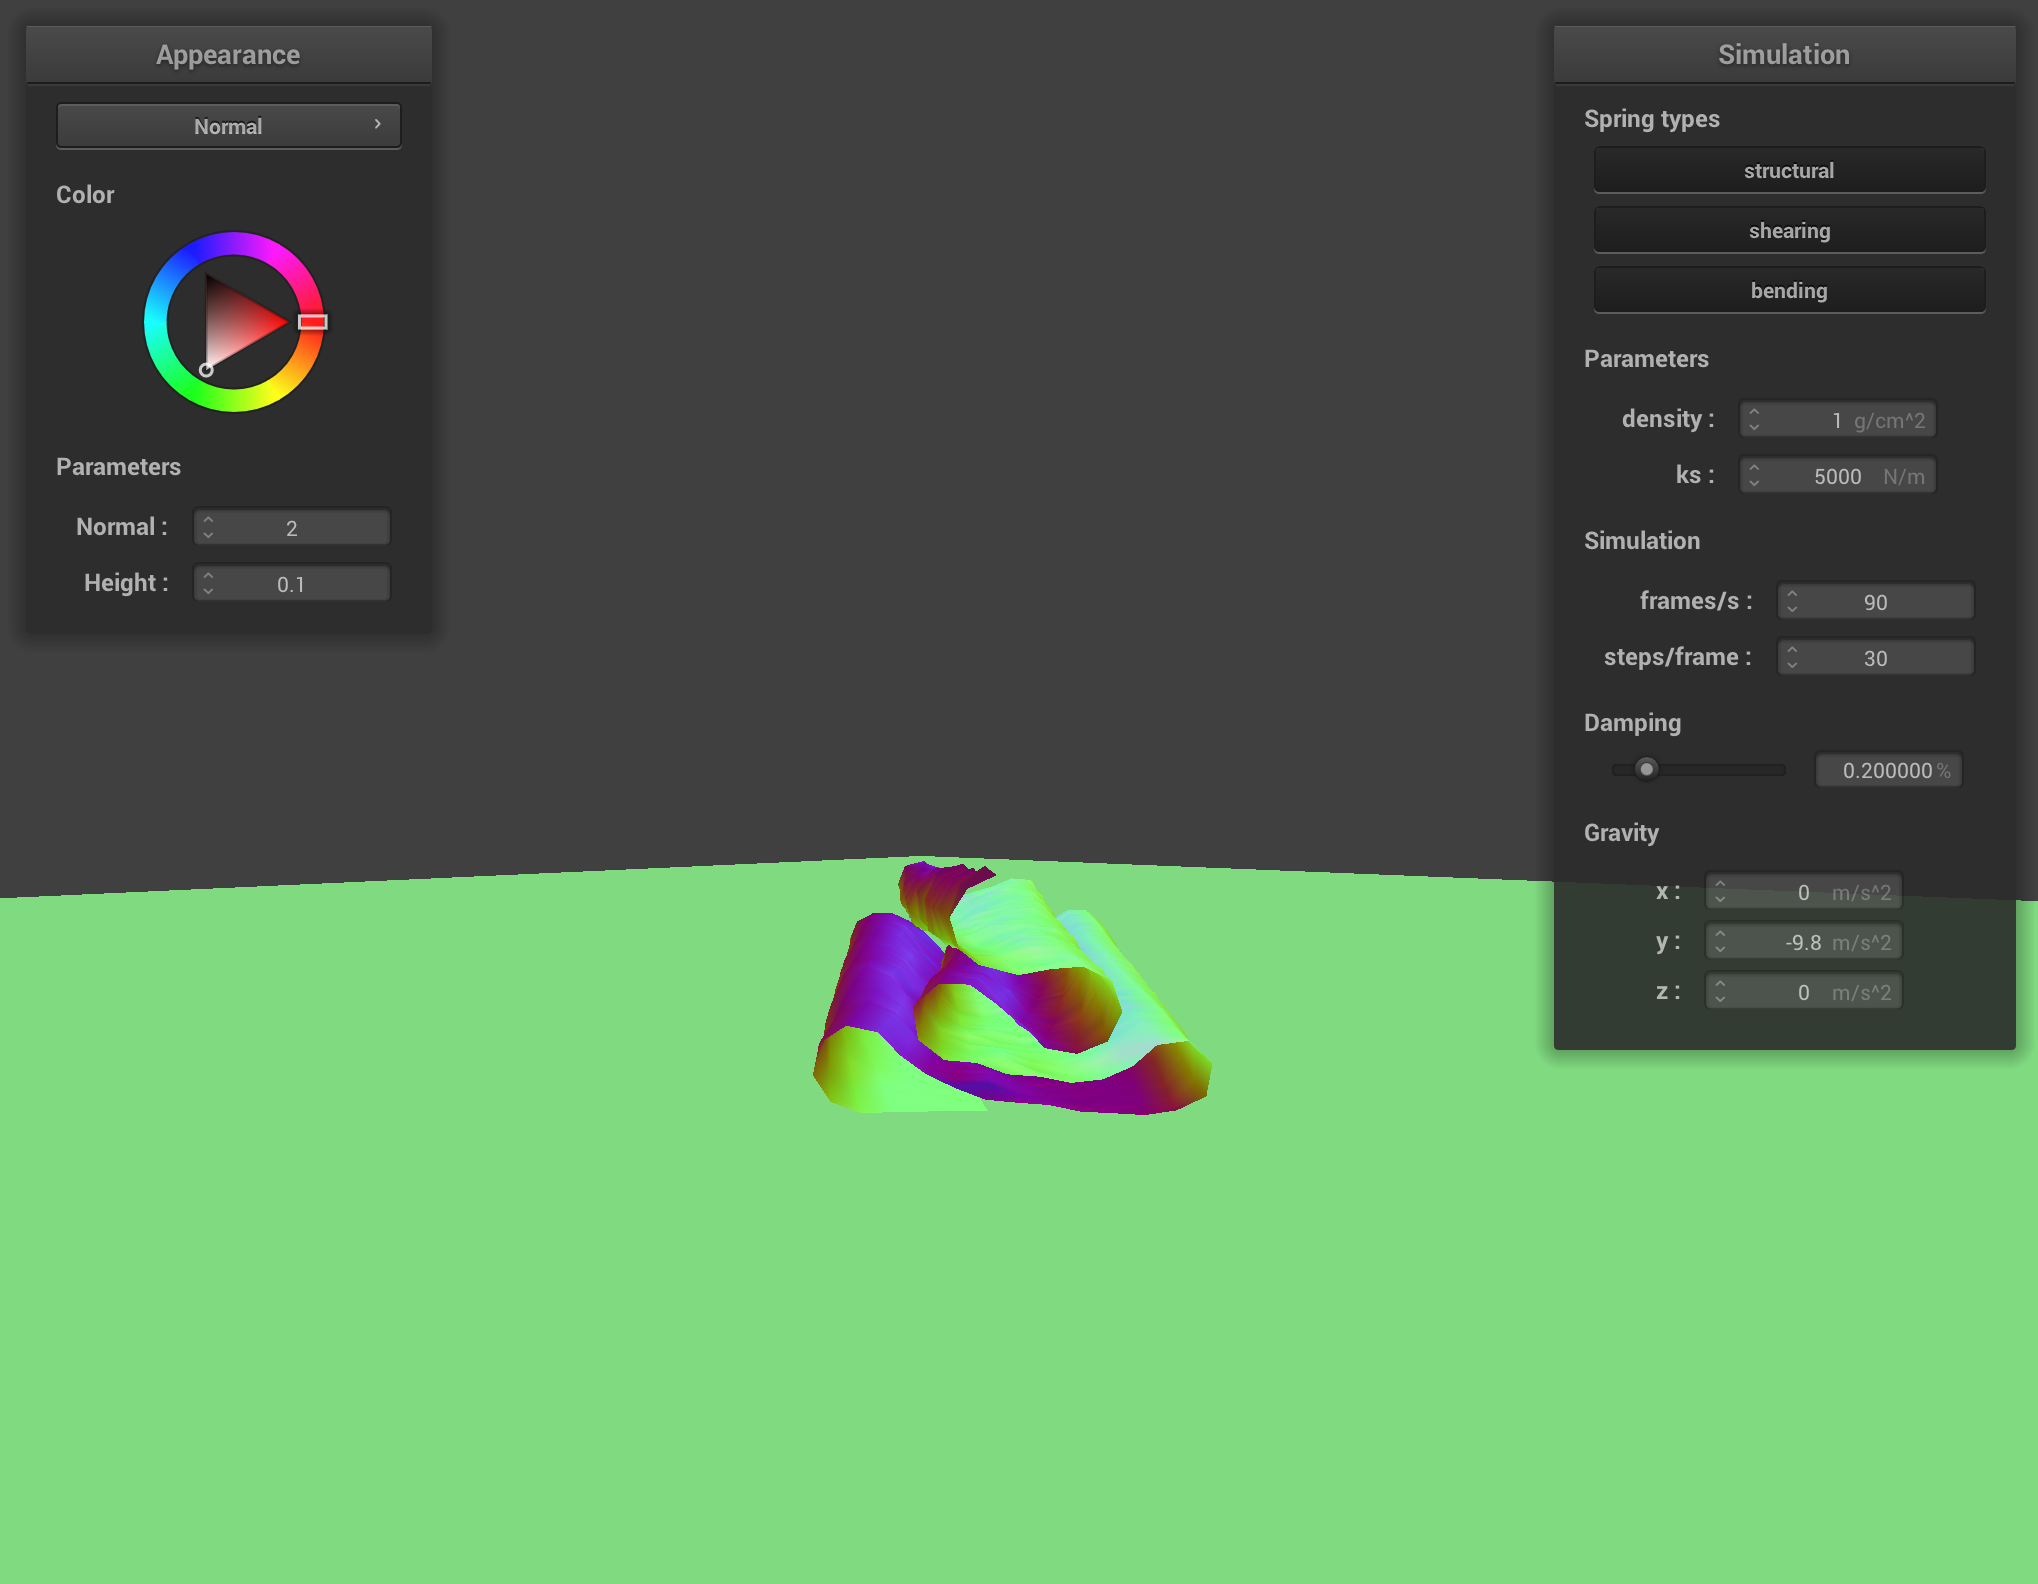 Appearance
Normal
Color
Parameters
Normal : 2
Height : 0.1
Simulation
Spring types
structural
shearing
bending
Parameters
density : 1 g/cm^2
ks : 5000 N/m
Simulation
frames/s : 90
steps/frame : 30
Damping
0.200000 %
Gravity
x : 0 m/s^2
y : -9.8 m/s^2
z : 0 m/s^2